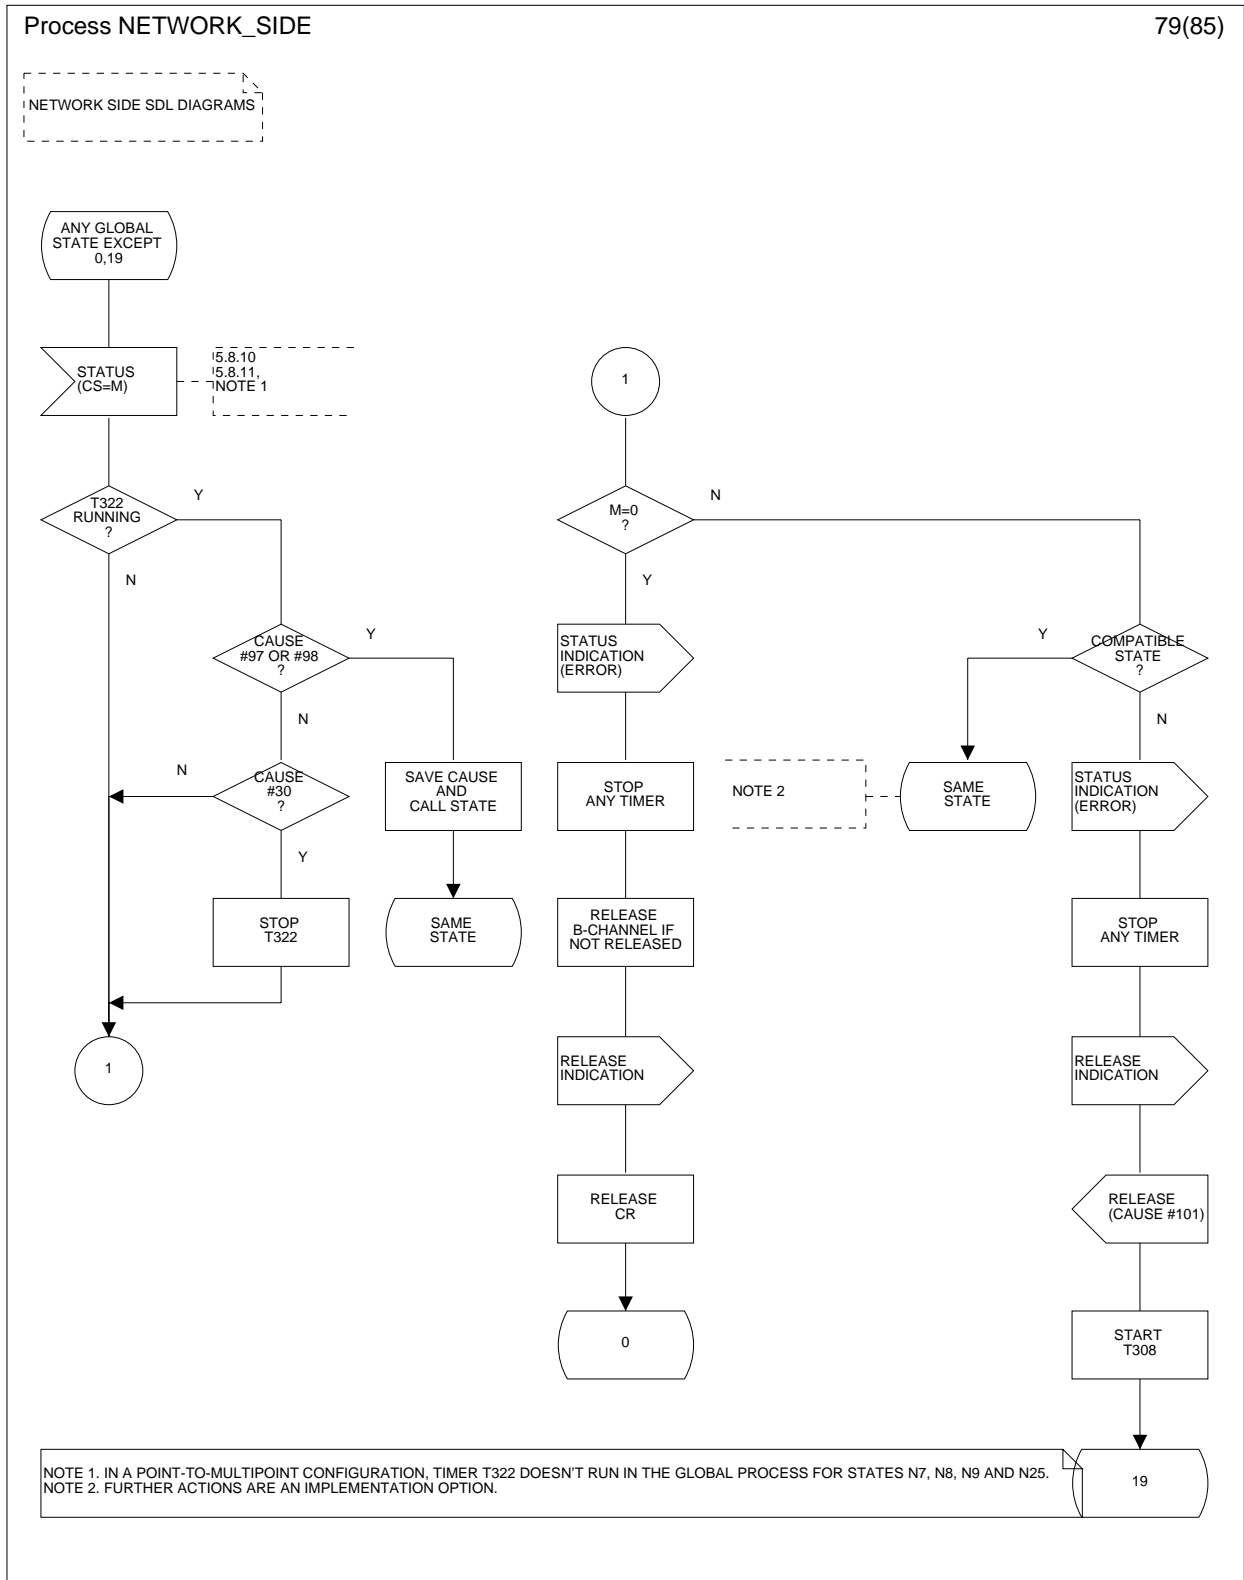 Process NETWORK_SIDE
79(85)
NETWORK SIDE SDL DIAGRAMS
ANY GLOBAL
STATE EXCEPT
0,19
STATUS
(CS=M)
5.8.10
5.8.11,
NOTE 1
T322
RUNNING
?
Y
N
CAUSE
#97 OR #98
?
Y
N
CAUSE
#30
?
N
Y
SAVE CAUSE
AND
CALL STATE
STOP
T322
SAME
STATE
1
1
M=0
?
N
Y
STATUS
INDICATION
(ERROR)
STOP
ANY TIMER
RELEASE
B-CHANNEL IF
NOT RELEASED
RELEASE
INDICATION
RELEASE
CR
0
COMPATIBLE
STATE
?
Y
N
NOTE 2
SAME
STATE
STATUS
INDICATION
(ERROR)
STOP
ANY TIMER
RELEASE
INDICATION
RELEASE
(CAUSE #101)
START
T308
19
NOTE 1. IN A POINT-TO-MULTIPOINT CONFIGURATION, TIMER T322 DOESN'T RUN IN THE GLOBAL PROCESS FOR STATES N7, N8, N9 AND N25.
NOTE 2. FURTHER ACTIONS ARE AN IMPLEMENTATION OPTION.